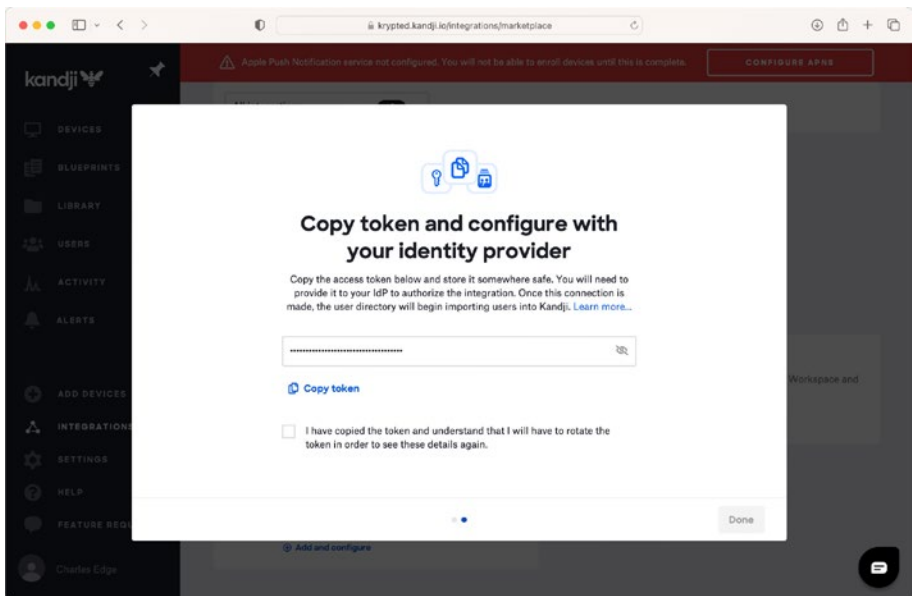 krypted.kandji.io/integrations/marketplace
kandji
Apple Push Notification service not configured. You will not be able to enroll devices until this is complete.
CONFIGURE APNS
DEVICES
BLUEPRINTS
LIBRARY
USERS
ACTIVITY
ALERTS
ADD DEVICES
INTEGRATIONS
SETTINGS
HELP
FEATURE REQU
Charles Edge
Copy token and configure with
your identity provider
Copy the access token below and store it somewhere safe. You will need to
provide it to your IdP to authorize the integration. Once this connection is
made, the user directory will begin importing users into Kandji. Learn more...
Copy token
I have copied the token and understand that I will have to rotate the
token in order to see these details again.
Done
Workspace and
Add and configure